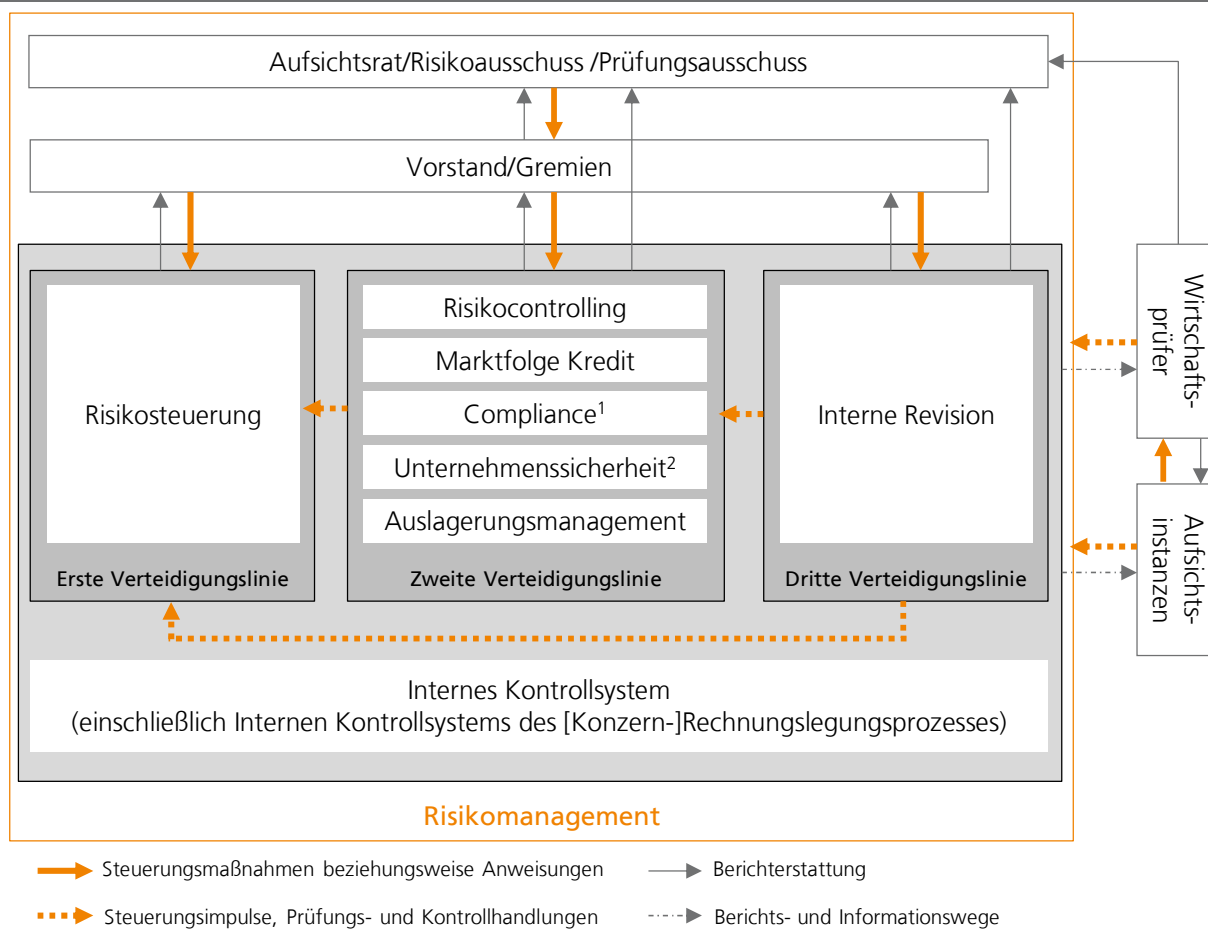 Aufsichtsrat/Risikoausschuss /Prüfungsausschuss
Vorstand/Gremien
Risikosteuerung
Erste Verteidigungslinie
Risikocontrolling
Marktfolge Kredit
Compliance¹
Unternehmenssicherheit²
Auslagerungsmanagement
Zweite Verteidigungslinie
Interne Revision
Dritte Verteidigungslinie
Wirtschafts-
prüfer
Aufsichts-
instanzen
Internes Kontrollsystem
(einschließlich Internen Kontrollsystems des [Konzern-]Rechnungslegungsprozesses)
Risikomanagement
Steuerungsmaßnahmen beziehungsweise Anweisungen
Berichterstattung
Steuerungsimpulse, Prüfungs- und Kontrollhandlungen
Berichts- und Informationswege